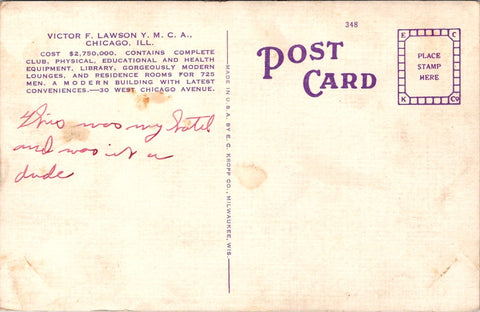 VICTOR F. LAWSON Y. M. C. A.,
CHICAGO, ILL.
COST $2,750,000. CONTAINS COMPLETE
CLUB, PHYSICAL, EDUCATIONAL AND HEALTH
EQUIPMENT, LIBRARY, GORGEOUSLY MODERN
LOUNGES, AND RESIDENCE ROOMS FOR 725
MEN. A MODERN BUILDING WITH LATEST
CONVENIENCES.—30 WEST CHICAGO AVENUE.
This was my hotel
and was it a
dude
MADE IN U.S.A. BY E. C. KROPP CO., MILWAUKEE, WIS.
348
POST
CARD
E C
PLACE
STAMP
HERE
K CO